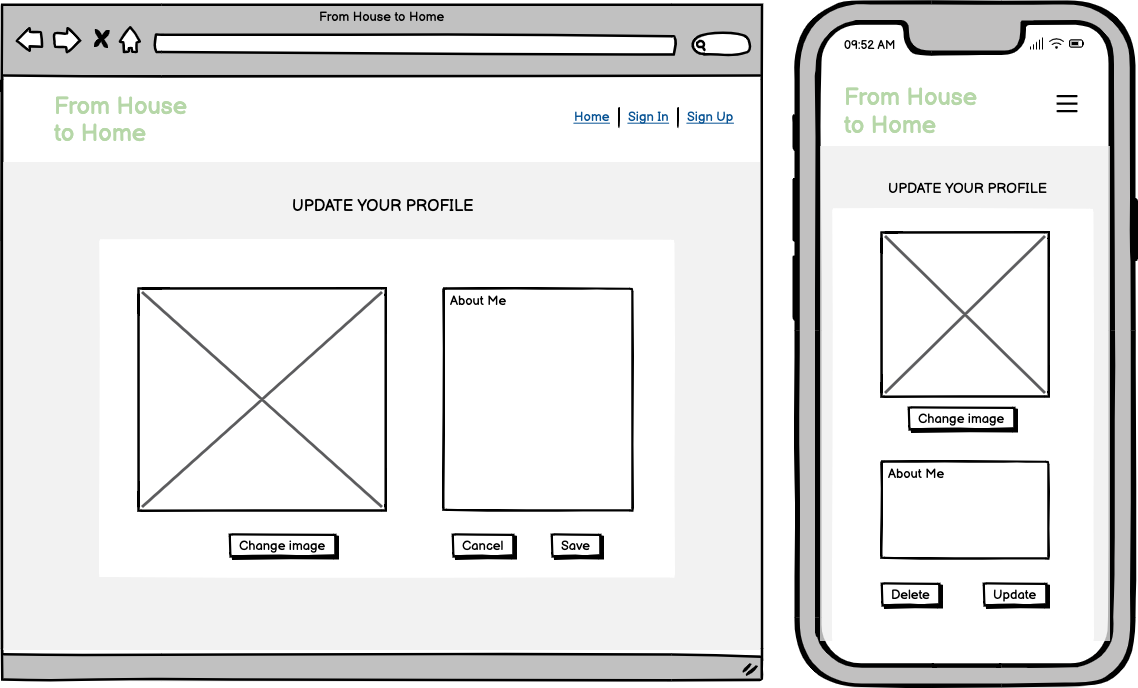 From House to Home
From House
to Home
Home
Sign In
Sign Up
UPDATE YOUR PROFILE
About Me
Change image
Cancel
Save
09:52 AM
From House
to Home
UPDATE YOUR PROFILE
Change image
About Me
Delete
Update